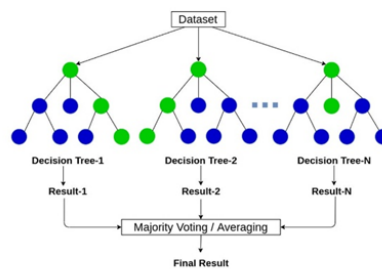 Dataset
Decision Tree-1 Decision Tree-2 Decision Tree-N
Result-1 Result-2 Result-N
Majority Voting / Averaging
Final Result